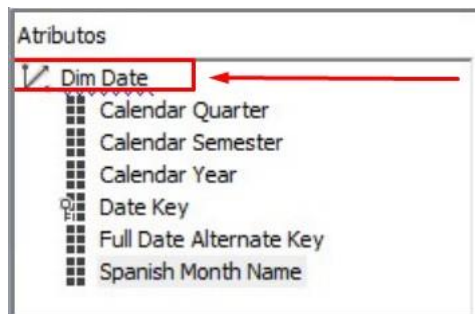 Atributos
Dim Date
Calendar Quarter
Calendar Semester
Calendar Year
Date Key
Full Date Alternate Key
Spanish Month Name